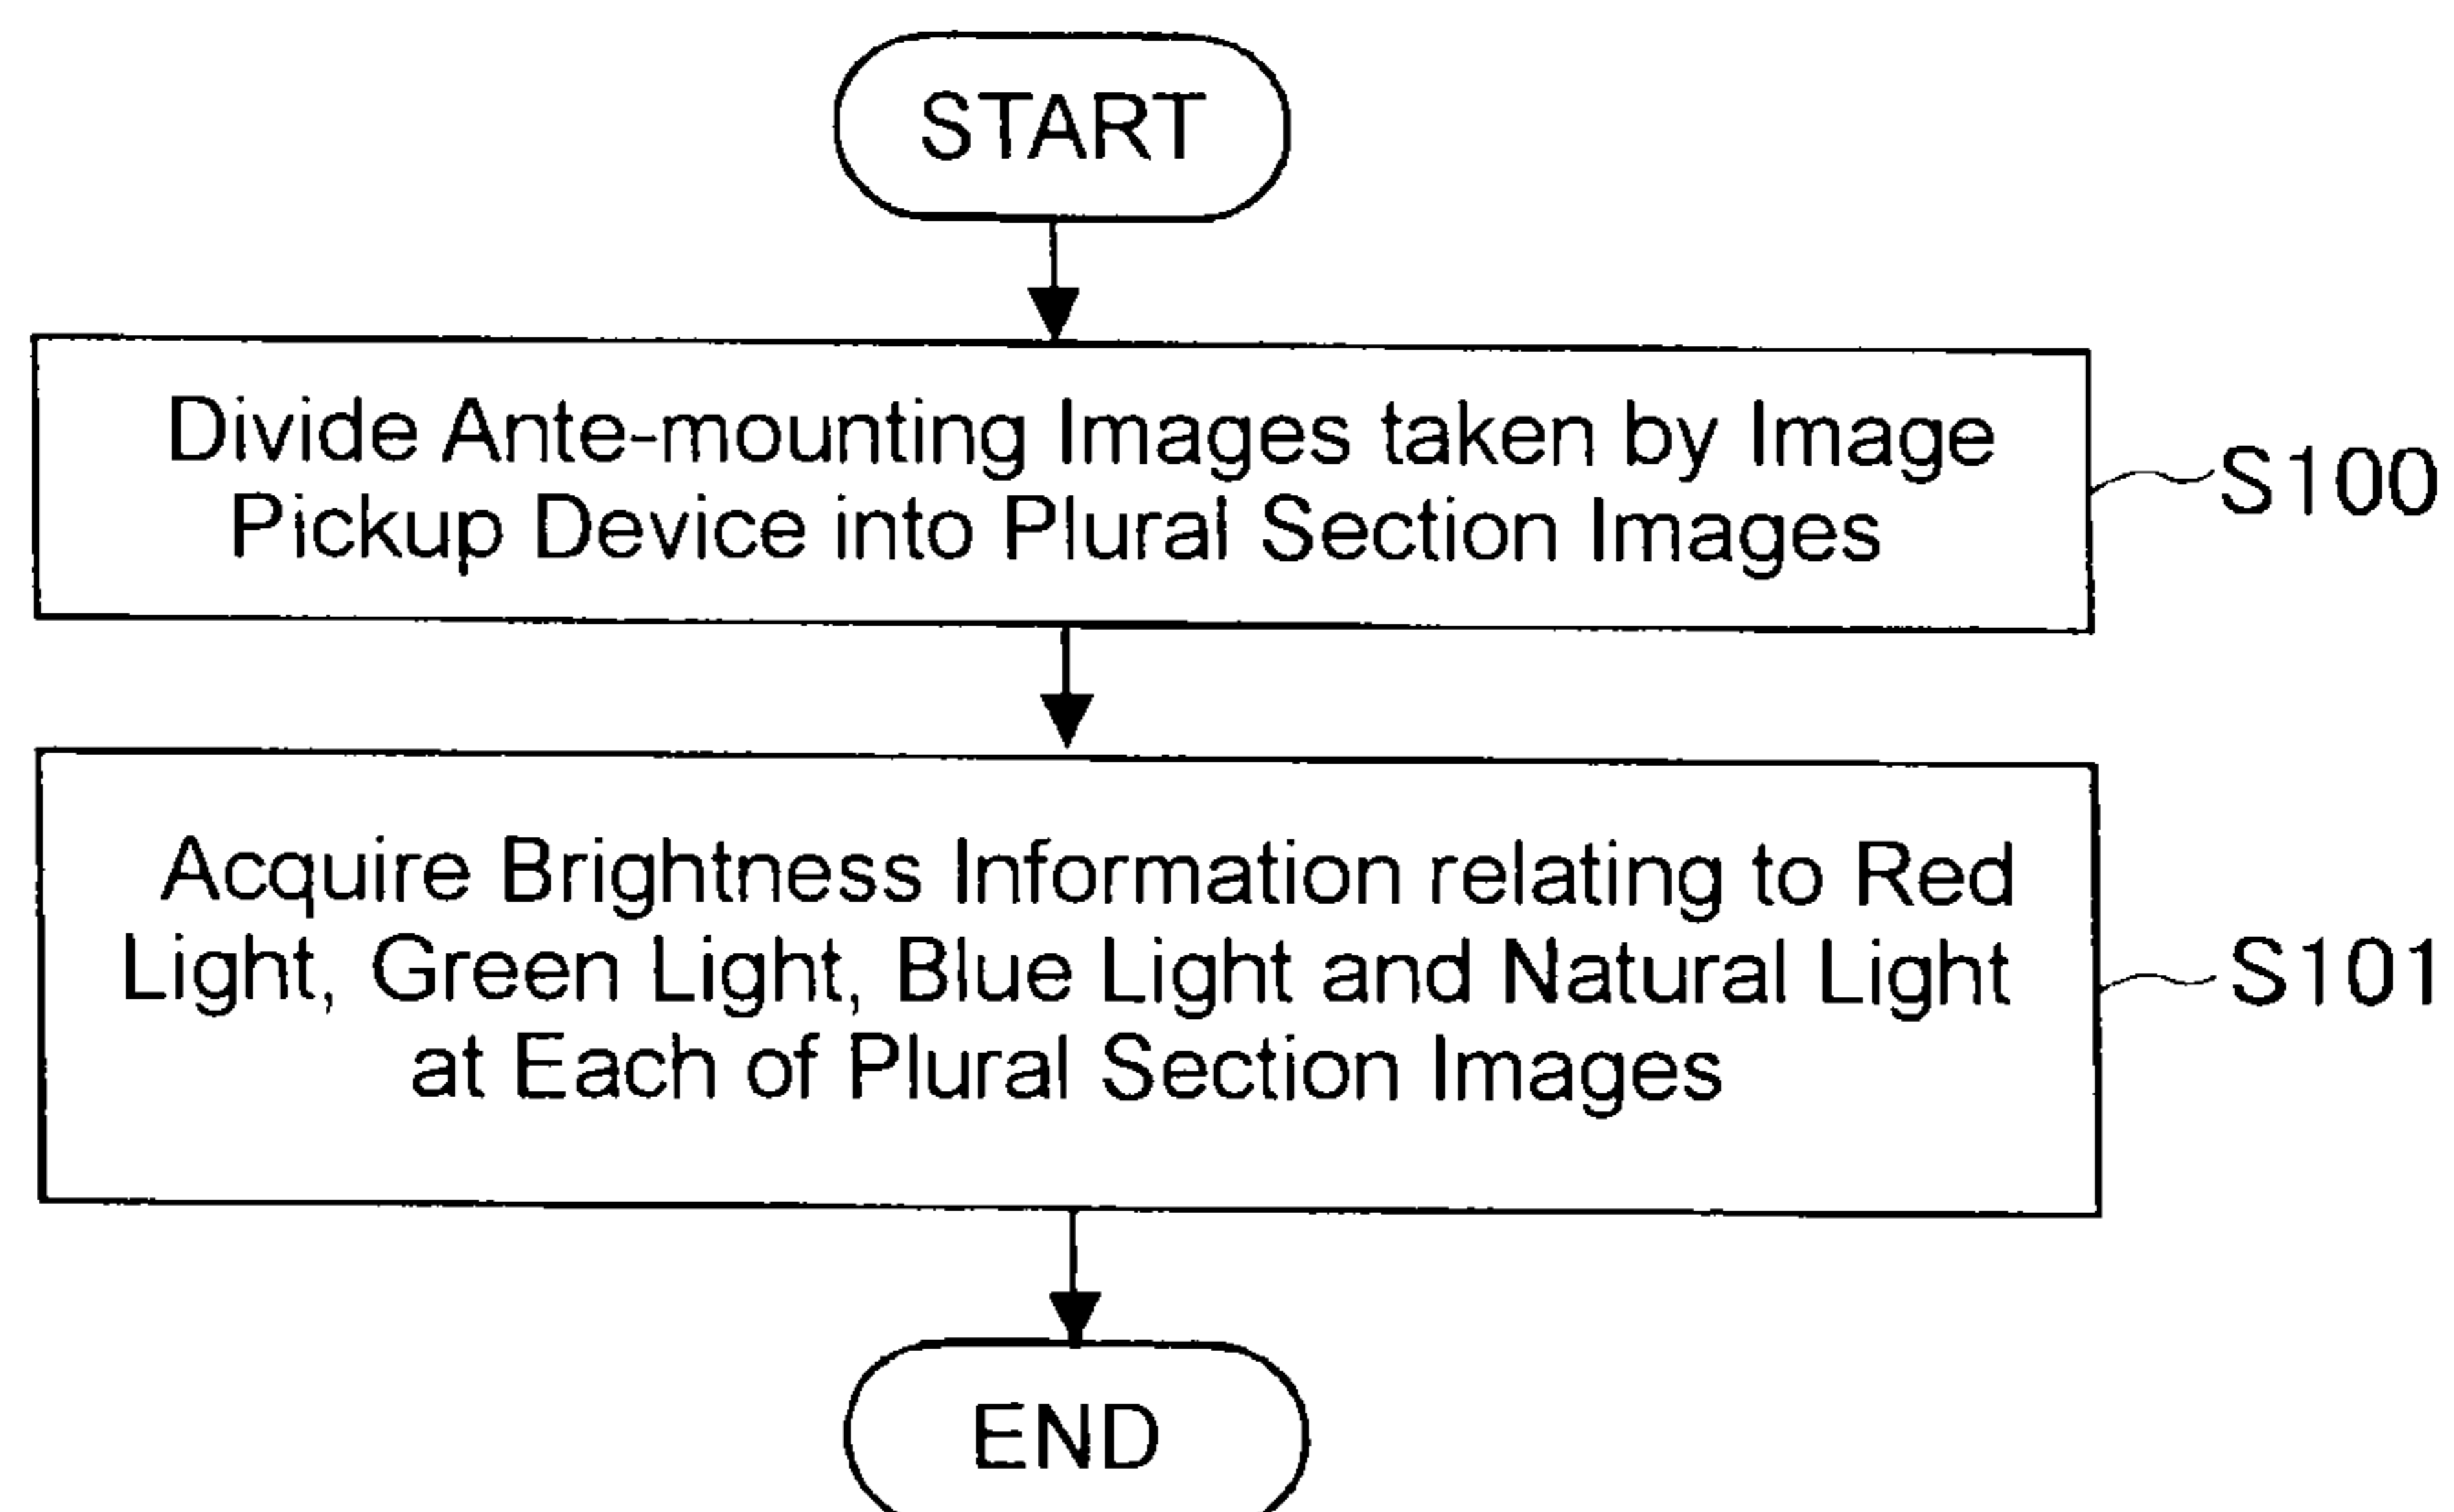 START
Divide Ante-mounting Images taken by Image
Pickup Device into Plural Section Images
S100
Acquire Brightness Information relating to Red
Light, Green Light, Blue Light and Natural Light
at Each of Plural Section Images
S101
END